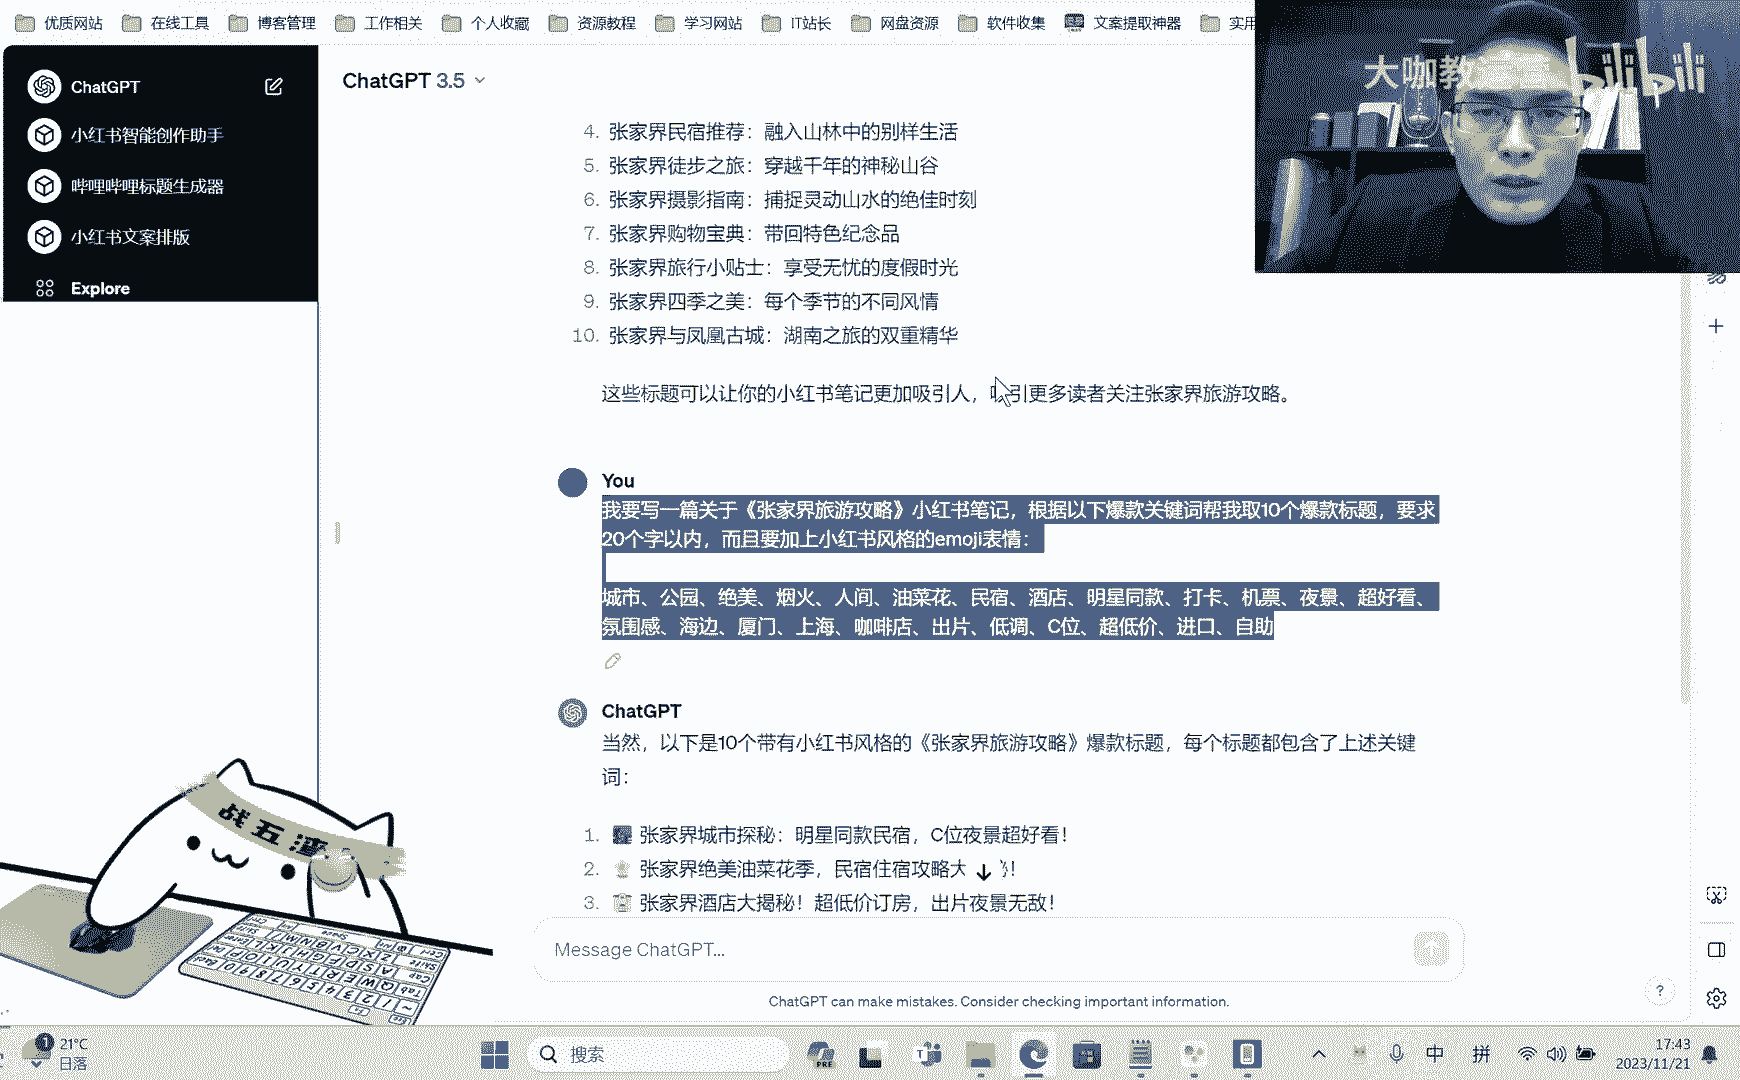 优质网站 在线工具 博客管理 工作相关 个人收藏 资源教程 学习网站 IT站长 网盘资源 软件收集 文案提取神器 实用
大咖教 bilibili
ChatGPT
小红书智能创作助手
哔哩哔哩标题生成器
小红书文案排版
Explore
ChatGPT 3.5
4. 张家界民宿推荐：融入山林中的别样生活
5. 张家界徒步之旅：穿越千年的神秘山谷
6. 张家界摄影指南：捕捉灵动山水的绝佳时刻
7. 张家界购物宝典：带回特色纪念品
8. 张家界旅行小贴士：享受无忧的度假时光
9. 张家界四季之美：每个季节的不同风情
10. 张家界与凤凰古城：湖南之旅的双重精华
这些标题可以让你的小红书笔记更加吸引人，吸引更多读者关注张家界旅游攻略。
You
我要写一篇关于《张家界旅游攻略》小红书笔记，根据以下爆款关键词帮我取10个爆款标题，要求
20个字以内，而且要加上小红书风格的emoji表情：
城市、公园、绝美、烟火、人间、油菜花、民宿、酒店、明星同款、打卡、机票、夜景、超好看、
氛围感、海边、厦门、上海、咖啡店、出片、低调、C位、超低价、进口、自助
ChatGPT
当然，以下是10个带有小红书风格的《张家界旅游攻略》爆款标题，每个标题都包含了上述关键
词：
1. 🌃 张家界城市探秘：明星同款民宿，C位夜景超好看！
2. 张家界绝美油菜花季，民宿住宿攻略大 ！
3. 🏨 张家界酒店大揭秘！超低价订房，出片夜景无敌！
Message ChatGPT...
ChatGPT can make mistakes. Consider checking important information.
?
战五渣
1 21°C
日落
搜索
PRE
中 拼
17:43
2023/11/21